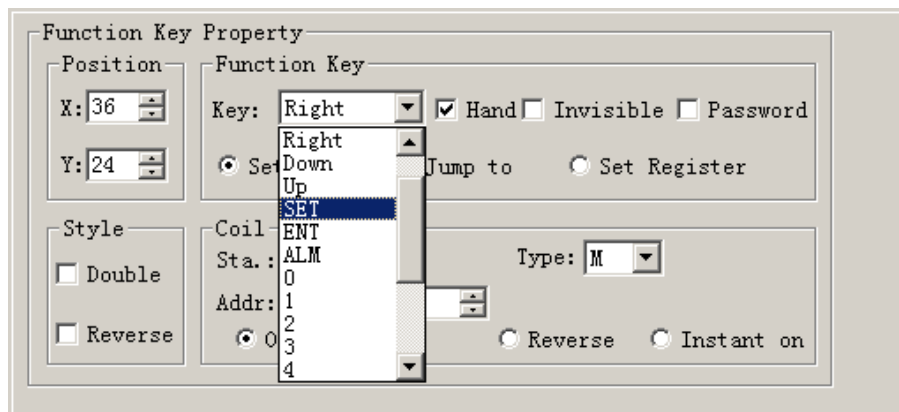 Function Key Property
Position
Function Key
X: 36
Key: Right
Hand
Invisible
Password
Right
Down
Up
SET
ENT
ALM
0
1
2
3
4
Y: 24
Jump to
Set Register
Style
Coil
Double
Reverse
Sta.:
Type: M
Addr:
Reverse
Instant on